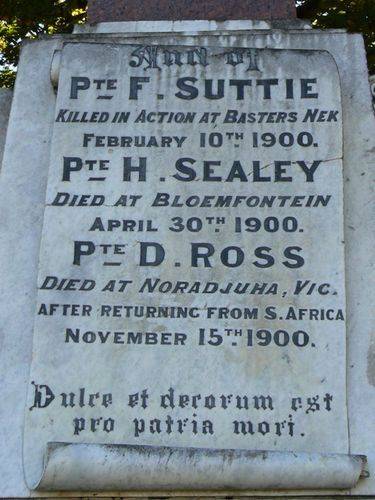 And of
PTE F. SUTTIE
KILLED IN ACTION AT BASTERS NEK
FEBRUARY 10TH. 1900.
PTE H. SEALEY
DIED AT BLOEMFONTEIN
APRIL 30TH. 1900.
PTE D. ROSS
DIED AT NORADJUHA, VIC.
AFTER RETURNING FROM S. AFRICA
NOVEMBER 15TH. 1900.
Dulce et decorum est
pro patria mori.